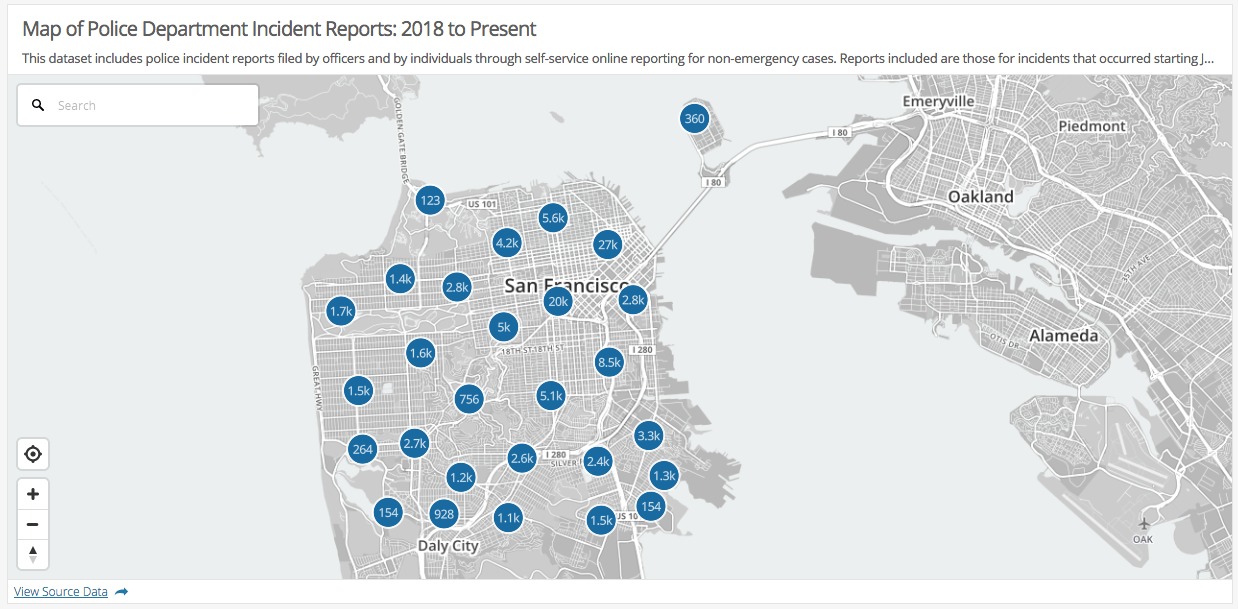 Map of Police Department Incident Reports: 2018 to Present
This dataset includes police incident reports filed by officers and by individuals through self-service online reporting for non-emergency cases. Reports included are those for incidents that occurred starting J...
Search
GOLDEN GATE BRIDGE
360
Emeryville
I 80
Piedmont
I 80
Oakland
123
US 101
5.6k
4.2k
27k
35TH AVE
1.4k
2.8k
San Francisco
20k
2.8k
1.7k
5k
18TH ST 18TH ST
I 280
OTIS DR
Alameda
1.6k
8.5k
GREAT HWY
1.5k
756
5.1k
264
2.7k
3.3k
2.6k
I 280
SILVER
2.4k
1.2k
1.3k
154
928
1.1k
1.5k
US 10
154
OAK
Daly City
View Source Data